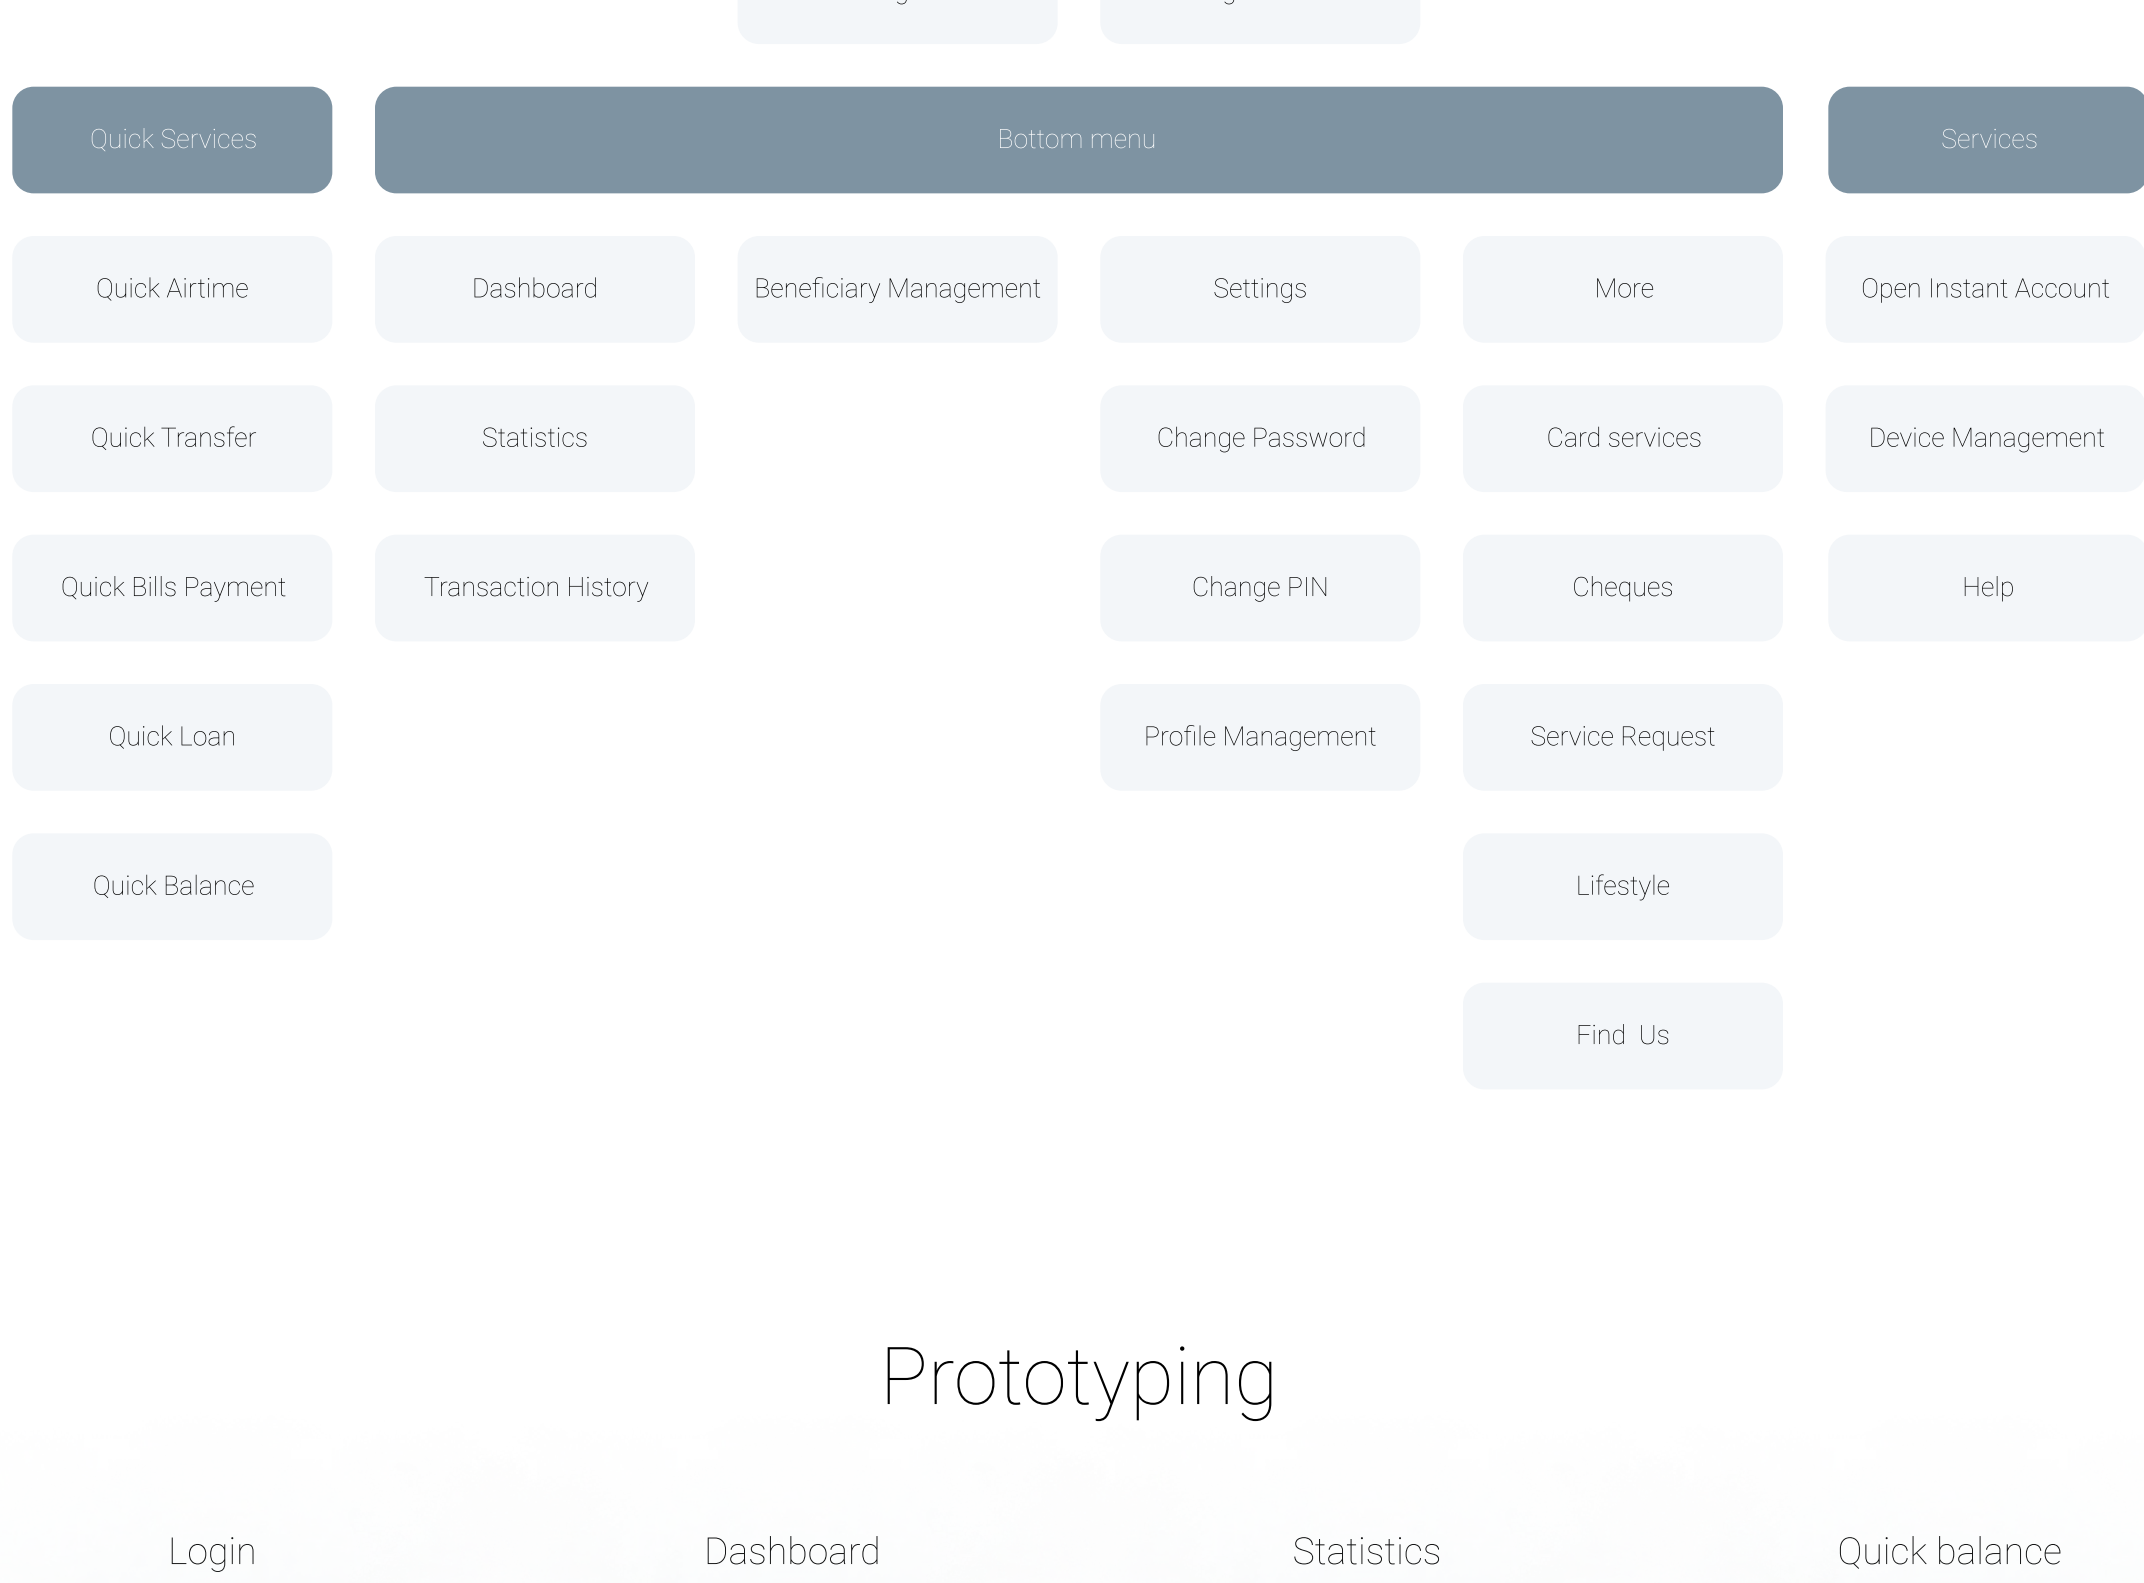 Quick Services
Bottom menu
Services
Quick Airtime
Dashboard
Beneficiary Management
Settings
More
Open Instant Account
Quick Transfer
Statistics
Change Password
Card services
Device Management
Quick Bills Payment
Transaction History
Change PIN
Cheques
Help
Quick Loan
Profile Management
Service Request
Quick Balance
Lifestyle
Find  Us
Prototyping
Login
Dashboard
Statistics
Quick balance